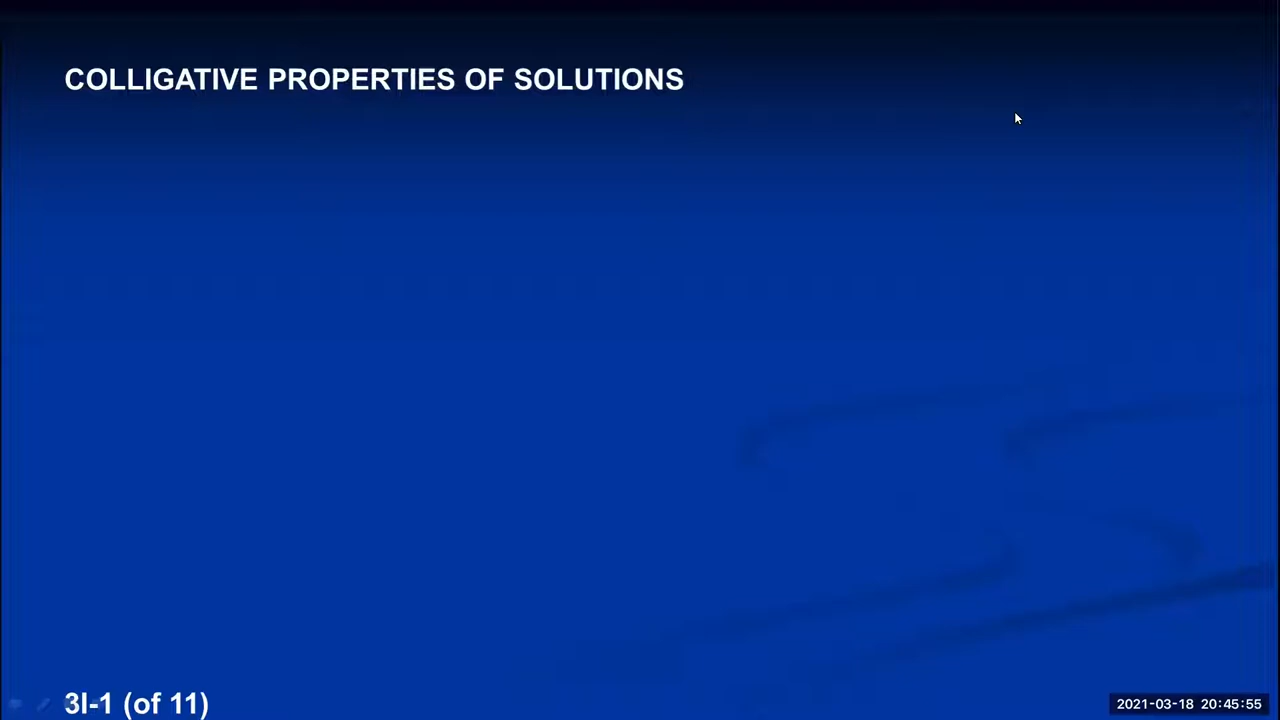 COLLIGATIVE PROPERTIES OF SOLUTIONS
3I-1 (of 11)
2021-03-18 20:45:55